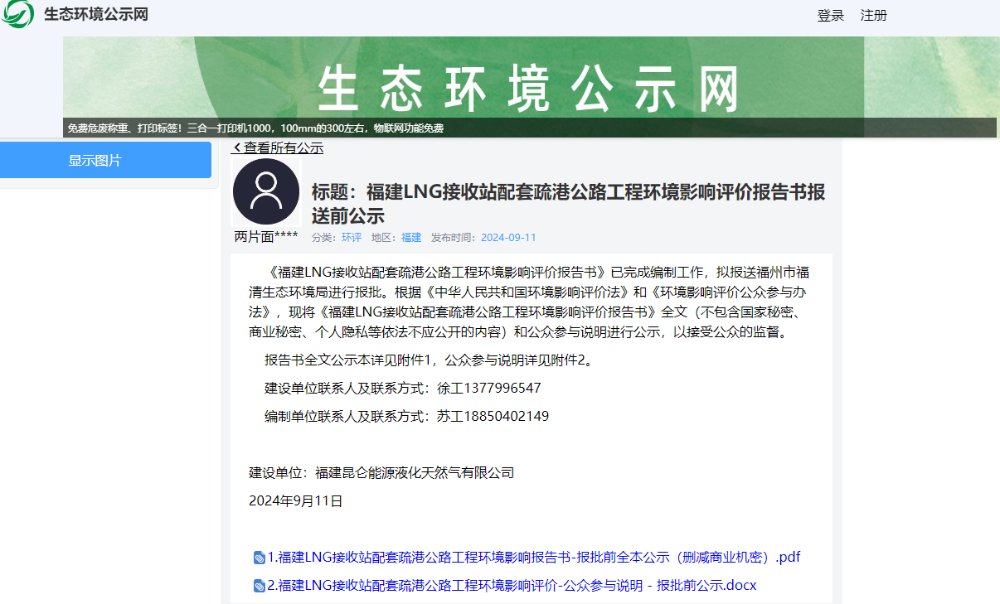 生态环境公示网
登录 注册
生态环境公示网
免费危废称重、打印标签！三合一打印机1000，100mm的300左右，物联网功能免费
显示图片
查看所有公示
标题：福建LNG接收站配套疏港公路工程环境影响评价报告书报
送前公示
两片面****
分类：环评 地区：福建 发布时间：2024-09-11
《福建LNG接收站配套疏港公路工程环境影响评价报告书》已完成编制工作，拟报送福州市福
清生态环境局进行报批。根据《中华人民共和国环境影响评价法》和《环境影响评价公众参与办
法》，现将《福建LNG接收站配套疏港公路工程环境影响评价报告书》全文（不包含国家秘密、
商业秘密、个人隐私等依法不应公开的内容）和公众参与说明进行公示，以接受公众的监督。
报告书全文公示本详见附件1，公众参与说明详见附件2。
建设单位联系人及联系方式：徐工1377996547
编制单位联系人及联系方式：苏工18850402149
建设单位：福建昆仑能源液化天然气有限公司
2024年9月11日
1.福建LNG接收站配套疏港公路工程环境影响报告书-报批前全本公示（删减商业机密）.pdf
2.福建LNG接收站配套疏港公路工程环境影响评价-公众参与说明 - 报批前公示.docx